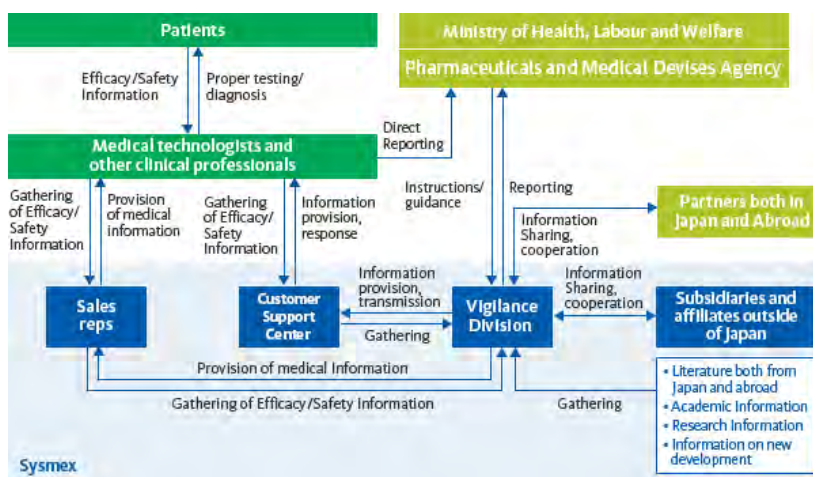 Patients
Ministry of Health, Labour and Welfare
Pharmaceuticals and Medical Devises Agency
Efficacy/Safety
Information
Proper testing/
diagnosis
Medical technologists and
other clinical professionals
Direct
Reporting
Gathering
of Efficacy/
Safety
Information
Provision
of medical
information
Gathering
of Efficacy/
Safety
Information
Information
provision,
response
Instructions/
guidance
Reporting
Information
Sharing,
cooperation
Partners both in
Japan and Abroad
Sales
reps
Customer
Support
Center
Information
provision,
transmission
Gathering
Vigilance
Division
Information
Sharing,
cooperation
Subsidiaries and
affiliates outside
of Japan
Provision of medical Information
Gathering of Efficacy/Safety Information
Gathering
• Literature both from
Japan and abroad
• Academic Information
• Research Information
• Information on new
development
Sysmex